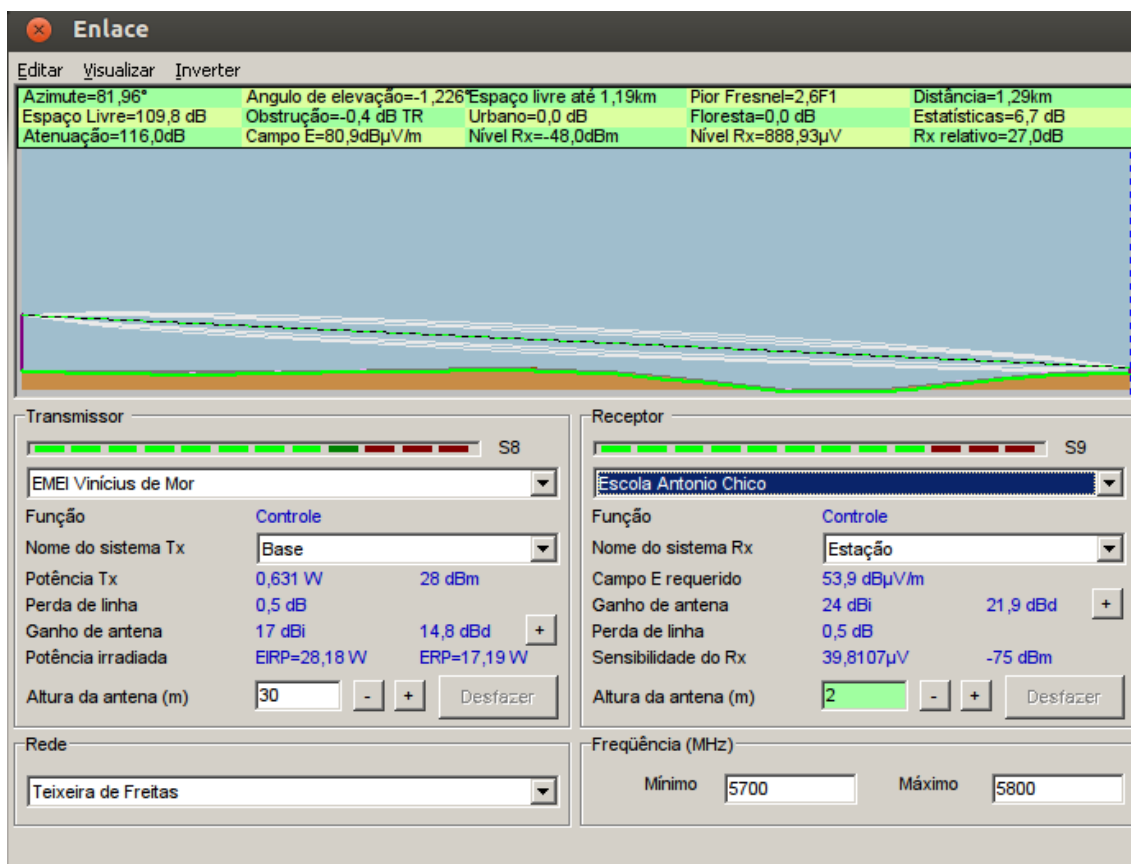 Enlace
Editar Visualizar Inverter
Azimute=81,96° Angulo de elevação=-1,226° Espaço livre até 1,19km Pior Fresnel=2,6F1 Distância=1,29km
Espaço Livre=109,8 dB Obstrução=-0,4 dB TR Urbano=0,0 dB Floresta=0,0 dB Estatísticas=6,7 dB
Atenuação=116,0dB Campo E=80,9dBµV/m Nível Rx=-48,0dBm Nível Rx=888,93µV Rx relativo=27,0dB
Transmissor
S8
EMEI Vinícius de Mor
Função Controle
Nome do sistema Tx Base
Potência Tx 0,631 W 28 dBm
Perda de linha 0,5 dB
Ganho de antena 17 dBi 14,8 dBd +
Potência irradiada EIRP=28,18 W ERP=17,19 W
Altura da antena (m) 30 - + Desfazer
Receptor
S9
Escola Antonio Chico
Função Controle
Nome do sistema Rx Estação
Campo E requerido 53,9 dBµV/m
Ganho de antena 24 dBi 21,9 dBd +
Perda de linha 0,5 dB
Sensibilidade do Rx 39,8107µV -75 dBm
Altura da antena (m) 2 - + Desfazer
Rede
Teixeira de Freitas
Freqüência (MHz)
Mínimo 5700 Máximo 5800